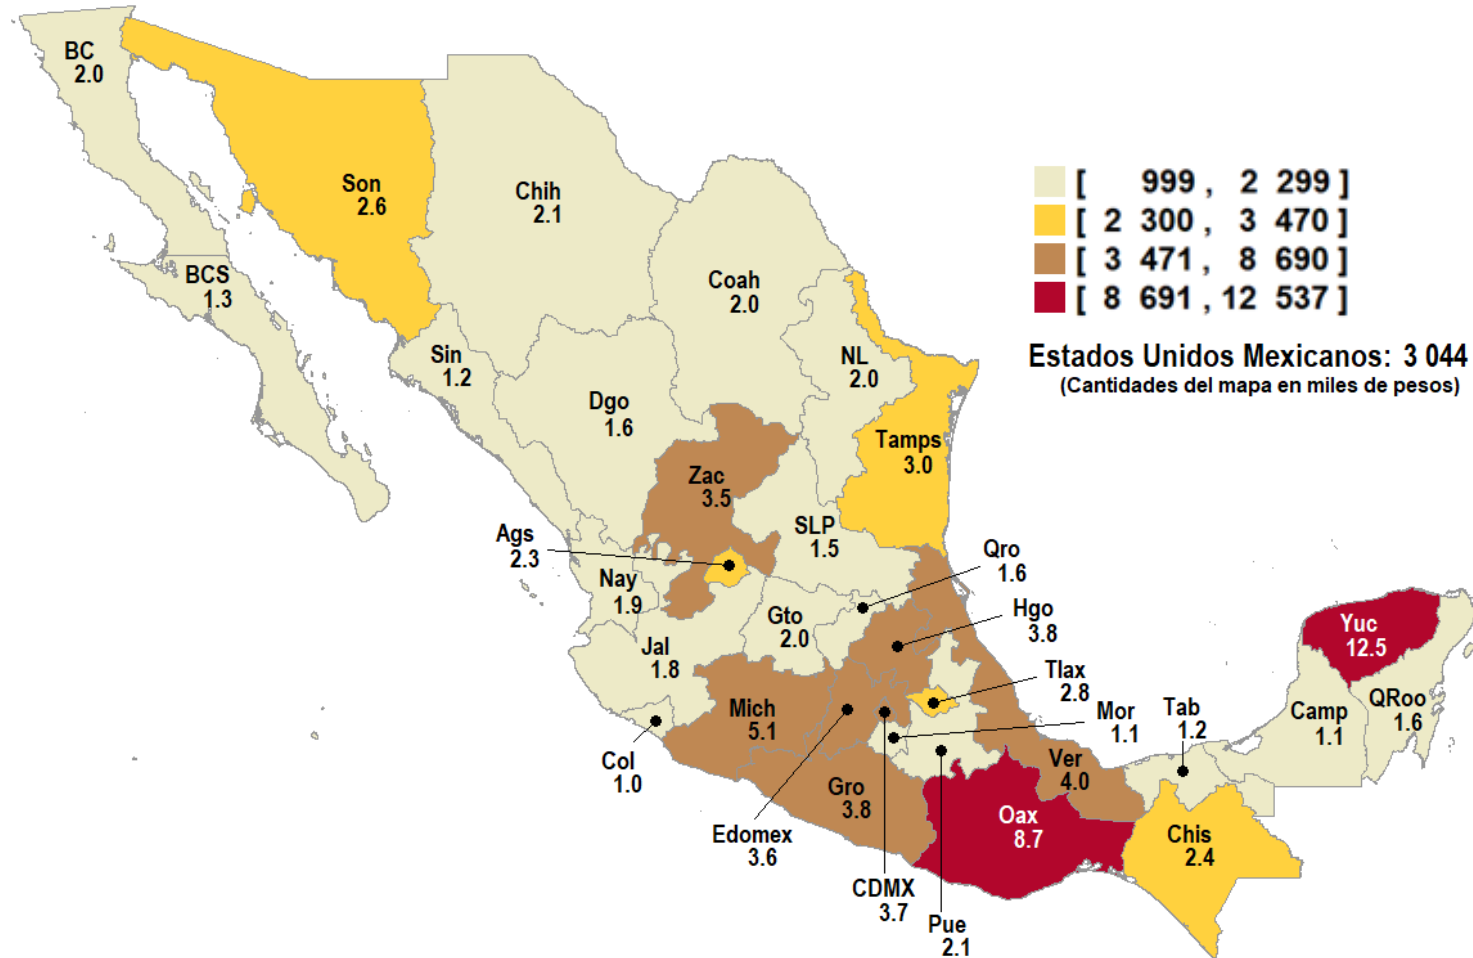 BC
2.0
Son
2.6
Chih
2.1
BCS
1.3
Coah
2.0
Sin
1.2
NL
2.0
Dgo
1.6
Tamps
3.0
Zac
3.5
SLP
1.5
Ags
2.3
Nay
1.9
Gto
2.0
Qro
1.6
Hgo
3.8
Jal
1.8
Tlax
2.8
Mich
5.1
Mor
1.1
Tab
1.2
Yuc
12.5
Camp
1.1
QRoo
1.6
Col
1.0
Ver
4.0
Gro
3.8
Oax
8.7
Chis
2.4
Edomex
3.6
CDMX
3.7
Pue
2.1
[ 999 , 2 299 ]
[ 2 300 , 3 470 ]
[ 3 471 , 8 690 ]
[ 8 691 , 12 537 ]
Estados Unidos Mexicanos: 3 044
(Cantidades del mapa en miles de pesos)